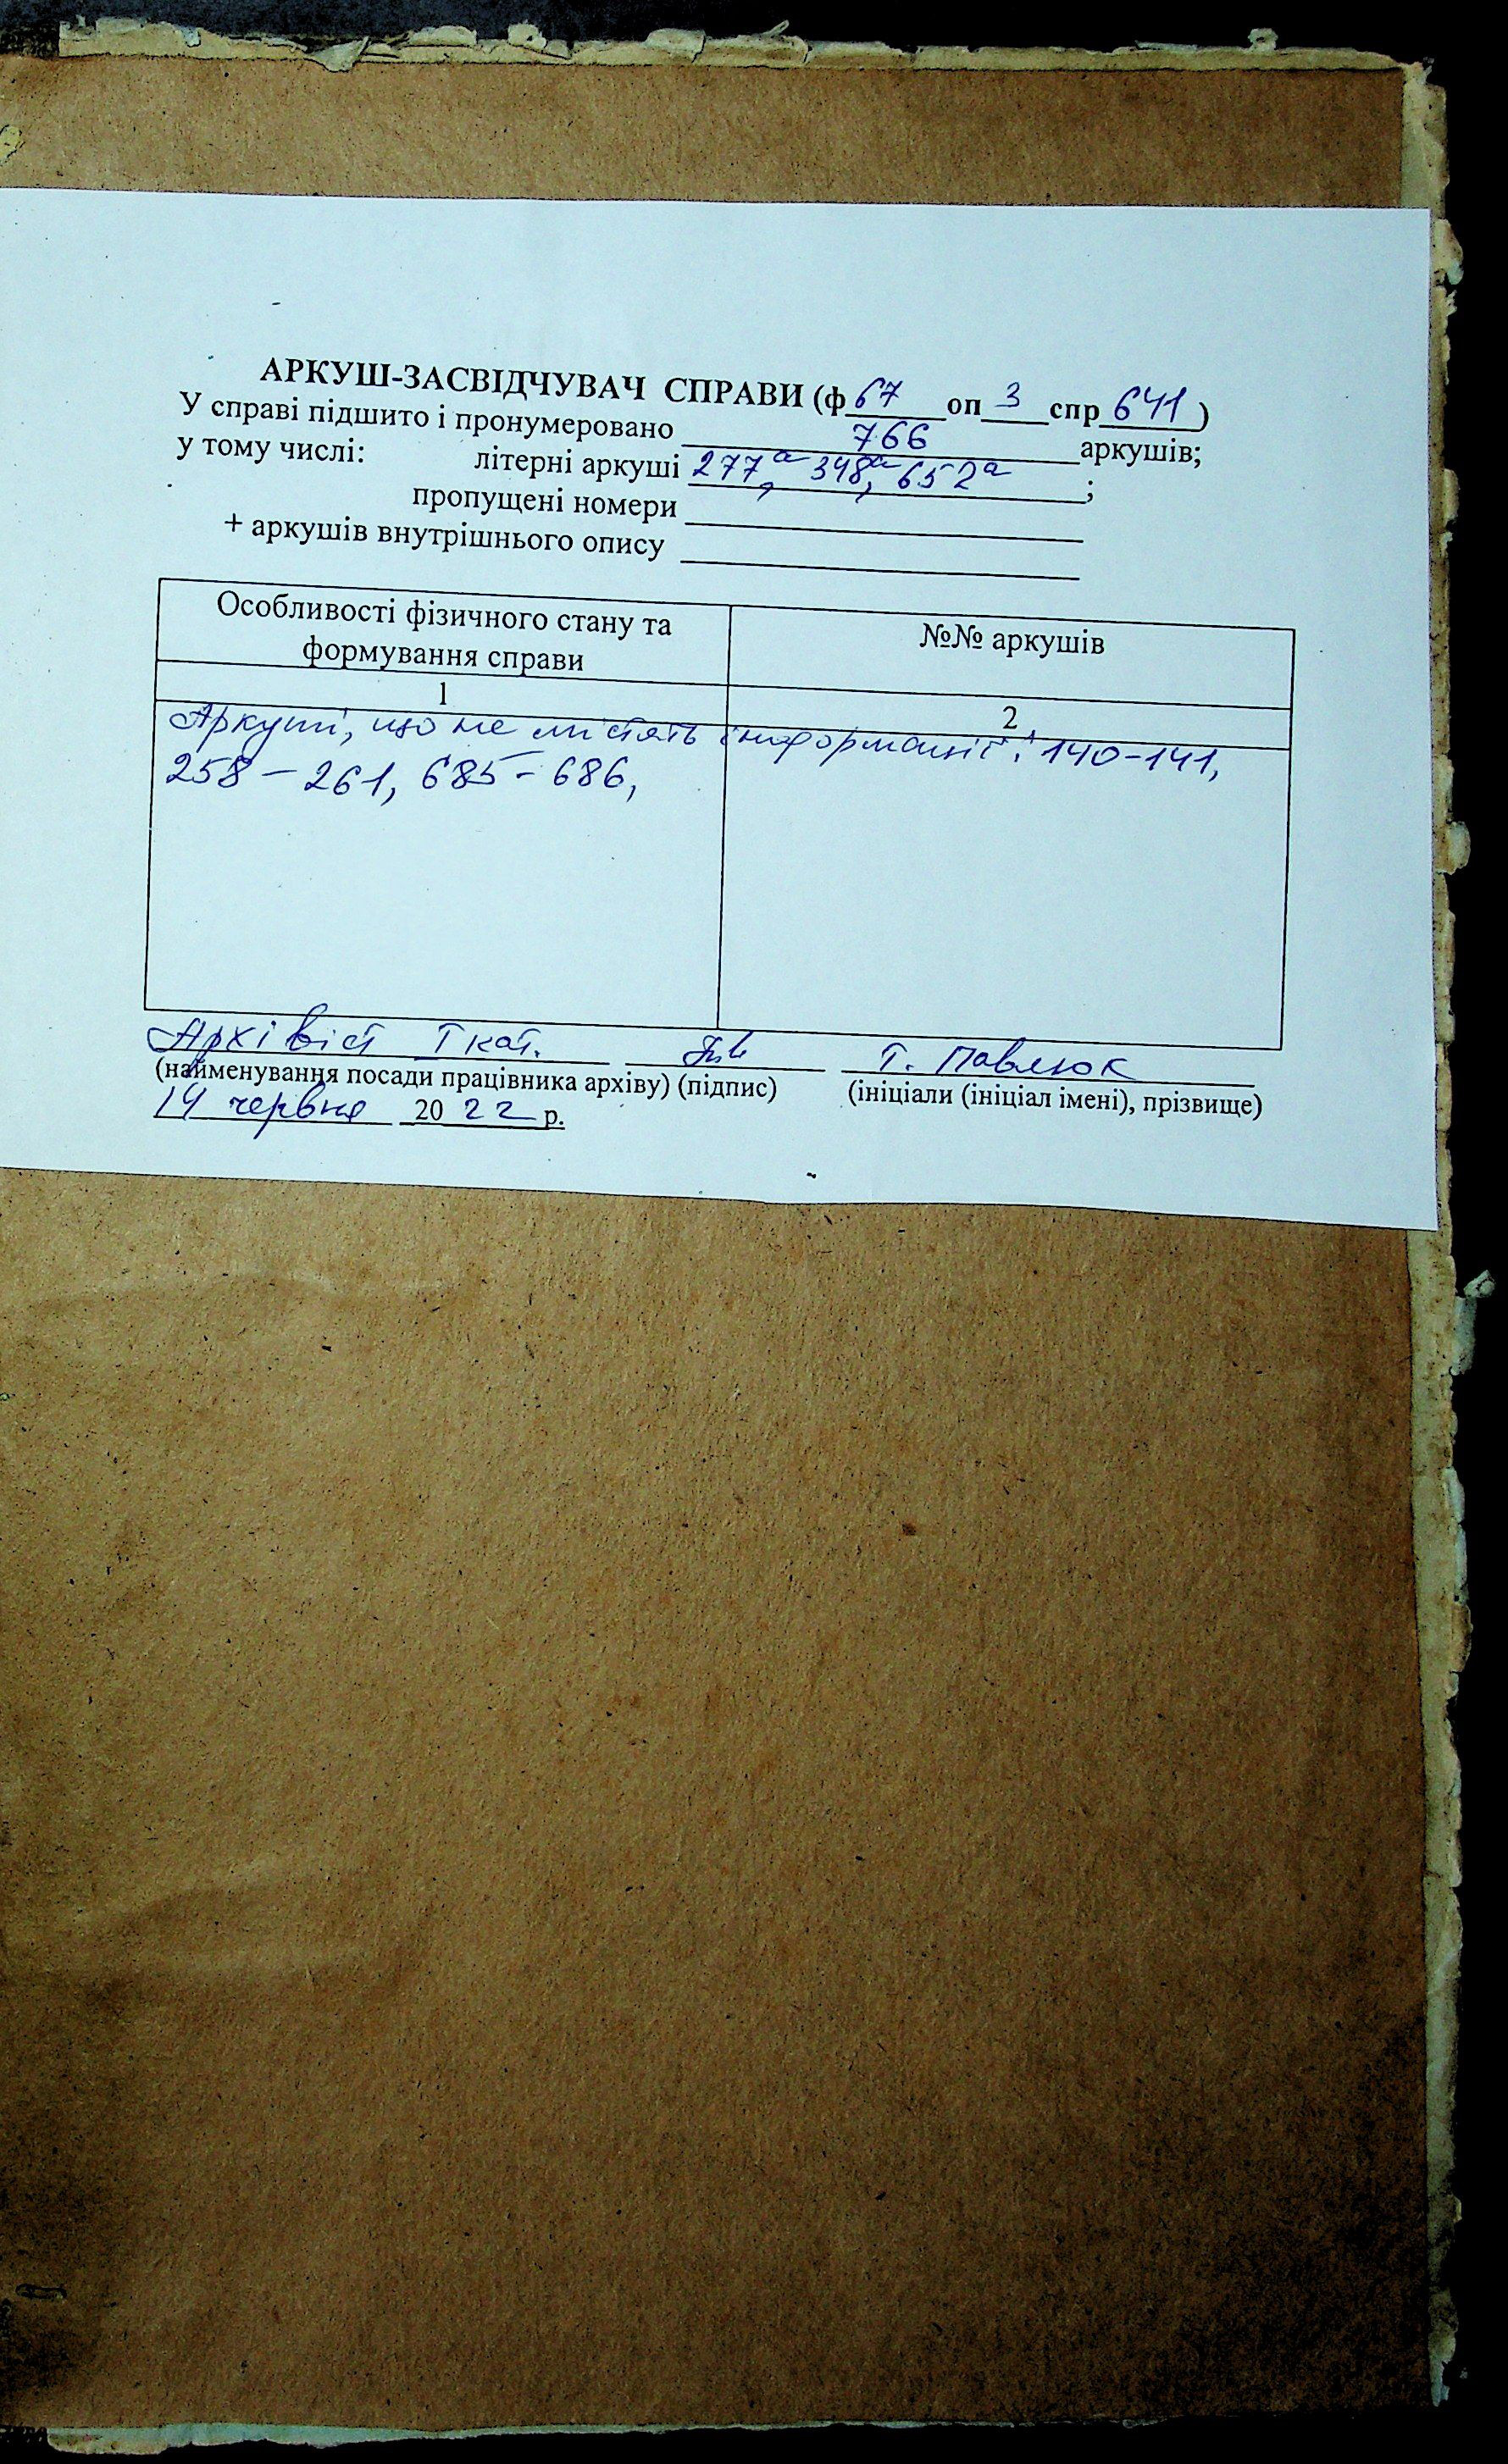 АРКУШ-ЗАСВІДЧУВАЧ СПРАВИ (ф 67 оп 3 спр 641)
У справі підшито і пронумеровано 766 аркушів;
у тому числі: літерні аркуші 277а, 348а, 652а ;
пропущені номери
+ аркушів внутрішнього опису
Особливості фізичного стану та формування справи
№№ аркушів
1
2
Аркуші, що не містять інформації: 140-141,
258-261, 685-686,
Архівіст І кат. Т. Павлюк
(найменування посади працівника архіву) (підпис) (ініціали (ініціал імені), прізвище)
14 червня 2022 р.